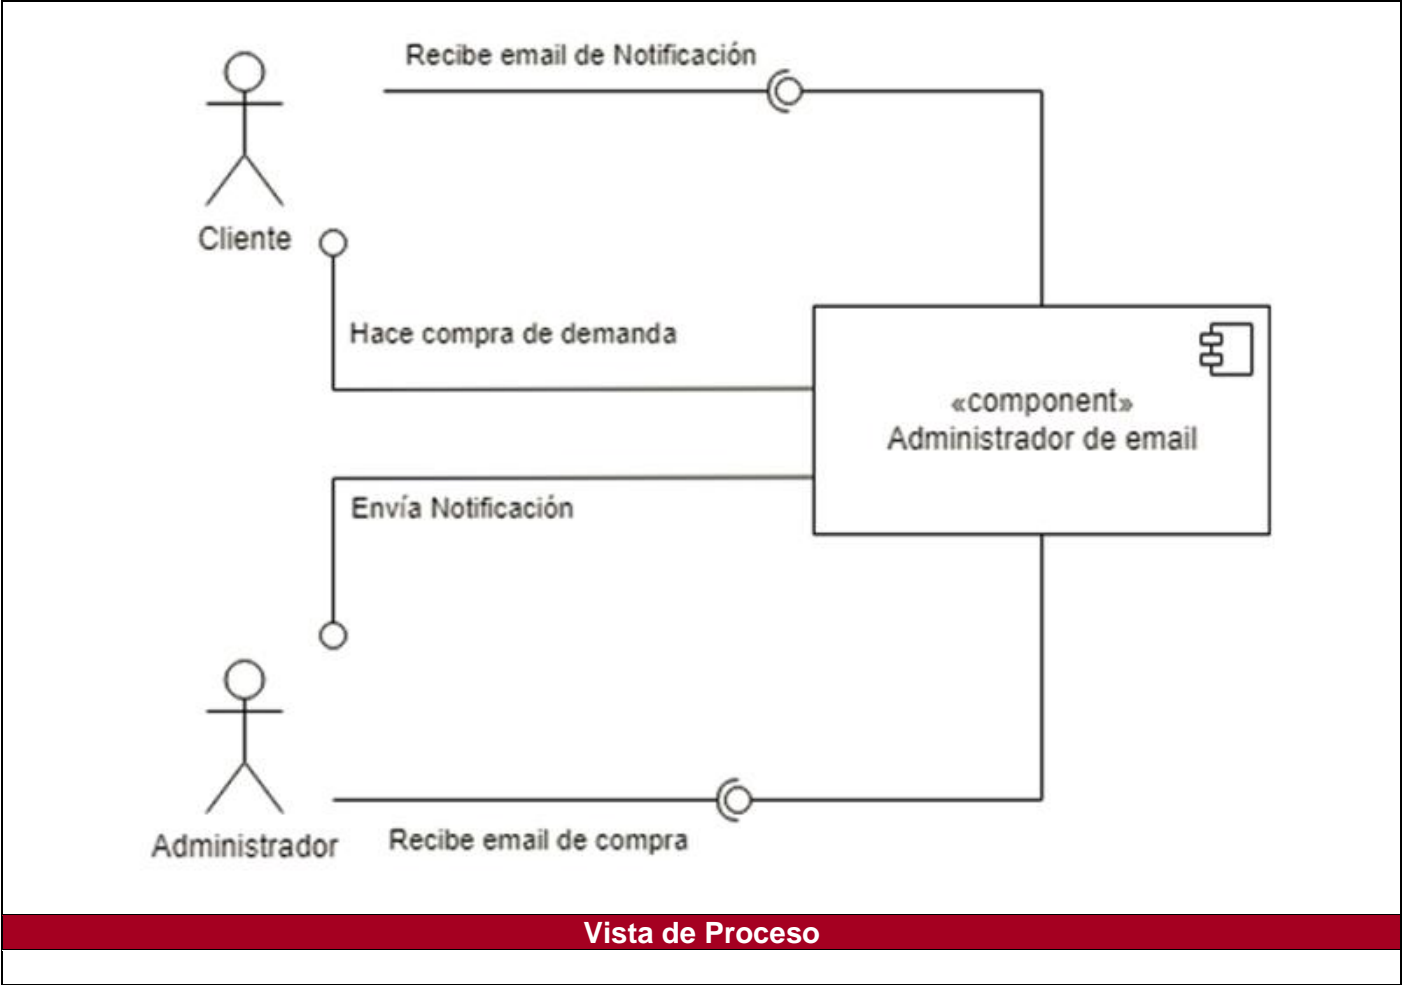 Recibe email de Notificación
Cliente
Hace compra de demanda
«component»
Administrador de email
Envía Notificación
Administrador
Recibe email de compra
Vista de Proceso